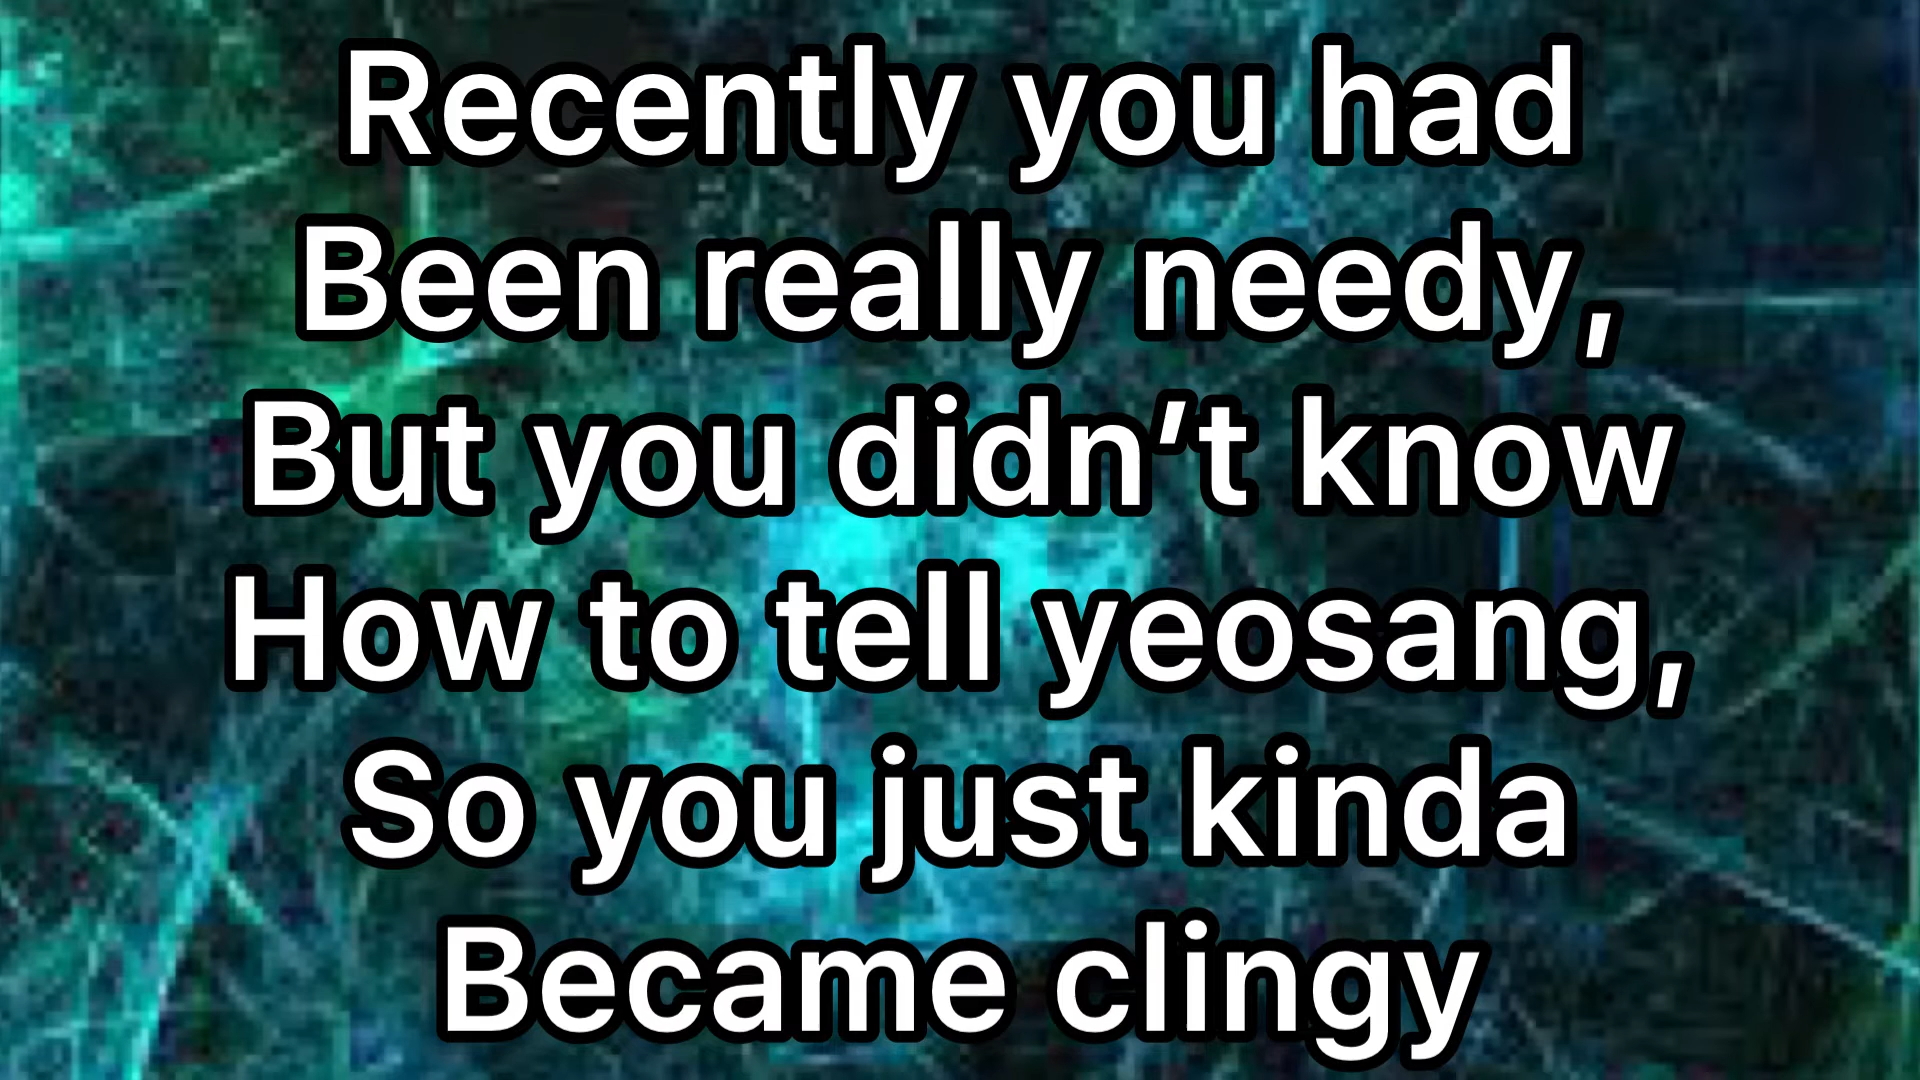 Recently you had
Been really needy,
But you didn’t know
How to tell yeosang,
So you just kinda
Became clingy